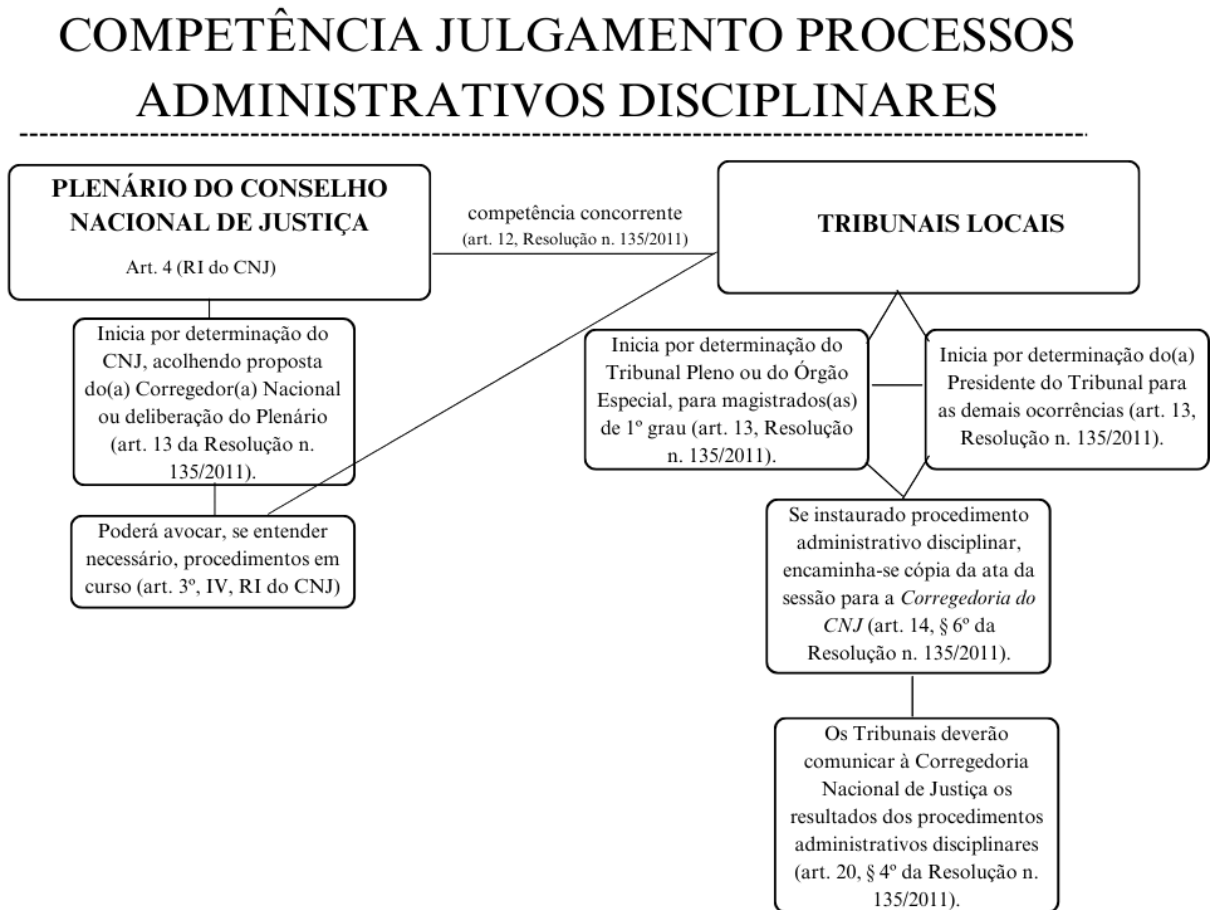 COMPETÊNCIA JULGAMENTO PROCESSOS
ADMINISTRATIVOS DISCIPLINARES
PLENÁRIO DO CONSELHO
NACIONAL DE JUSTIÇA
Art. 4 (RI do CNJ)
competência concorrente
(art. 12, Resolução n. 135/2011)
TRIBUNAIS LOCAIS
Inicia por determinação do
CNJ, acolhendo proposta
do(a) Corregedor(a) Nacional
ou deliberação do Plenário
(art. 13 da Resolução n.
135/2011).
Poderá avocar, se entender
necessário, procedimentos em
curso (art. 3º, IV, RI do CNJ)
Inicia por determinação do
Tribunal Pleno ou do Órgão
Especial, para magistrados(as)
de 1º grau (art. 13, Resolução
n. 135/2011).
Inicia por determinação do(a)
Presidente do Tribunal para
as demais ocorrências (art. 13,
Resolução n. 135/2011).
Se instaurado procedimento
administrativo disciplinar,
encaminha-se cópia da ata da
sessão para a Corregedoria do
CNJ (art. 14, § 6º da
Resolução n. 135/2011).
Os Tribunais deverão
comunicar à Corregedoria
Nacional de Justiça os
resultados dos procedimentos
administrativos disciplinares
(art. 20, § 4º da Resolução n.
135/2011).